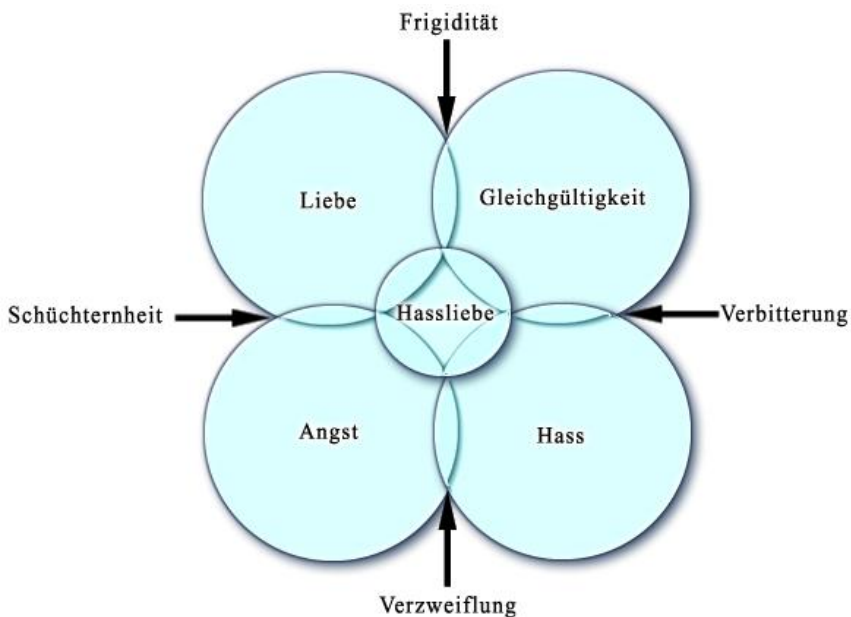 Frigidität
Liebe
Gleichgültigkeit
Schüchternheit
Hassliebe
Verbitterung
Angst
Hass
Verzweiflung